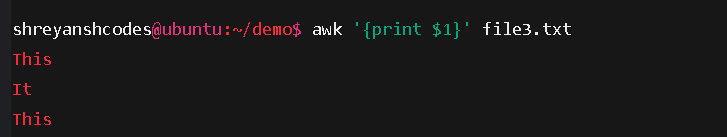 shreyanshcodes@ubuntu:~/demo$ awk '{print $1}' file3.txt
This
It
This